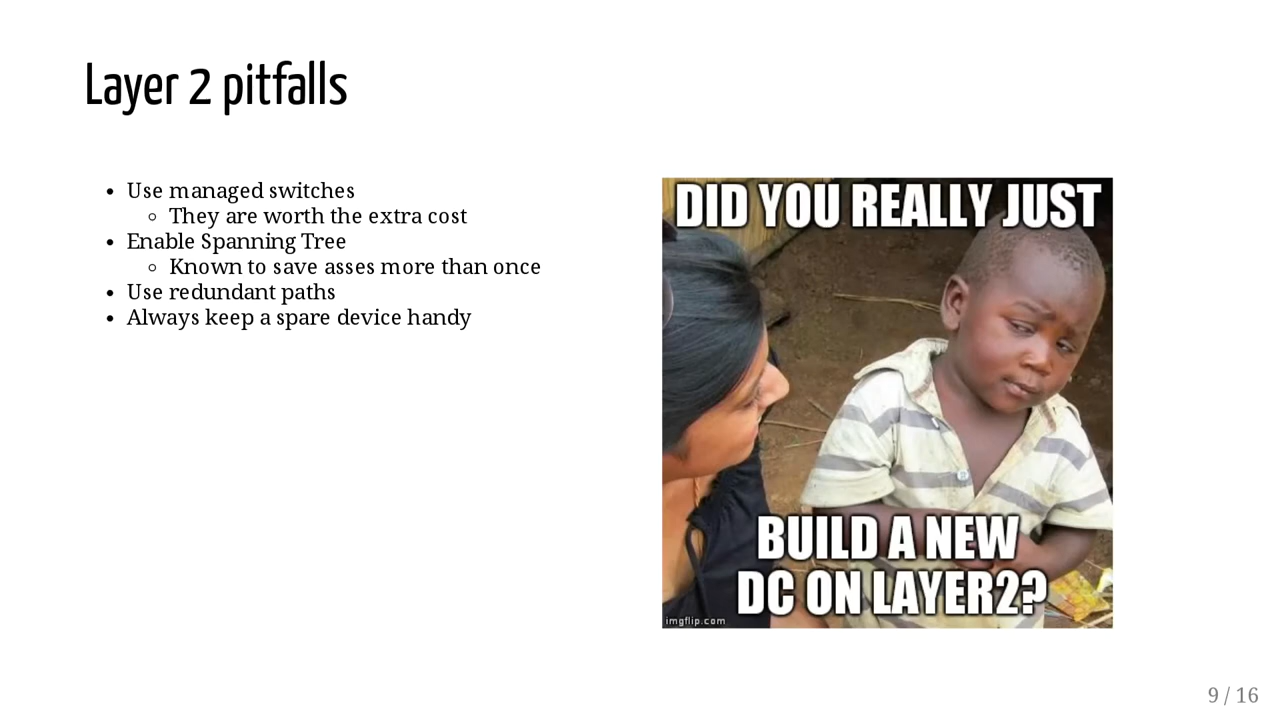 Layer 2 pitfalls
Use managed switches
They are worth the extra cost
Enable Spanning Tree
Known to save asses more than once
Use redundant paths
Always keep a spare device handy
DID YOU REALLY JUST
BUILD A NEW
DC ON LAYER2?
imgflip.com
9 / 16